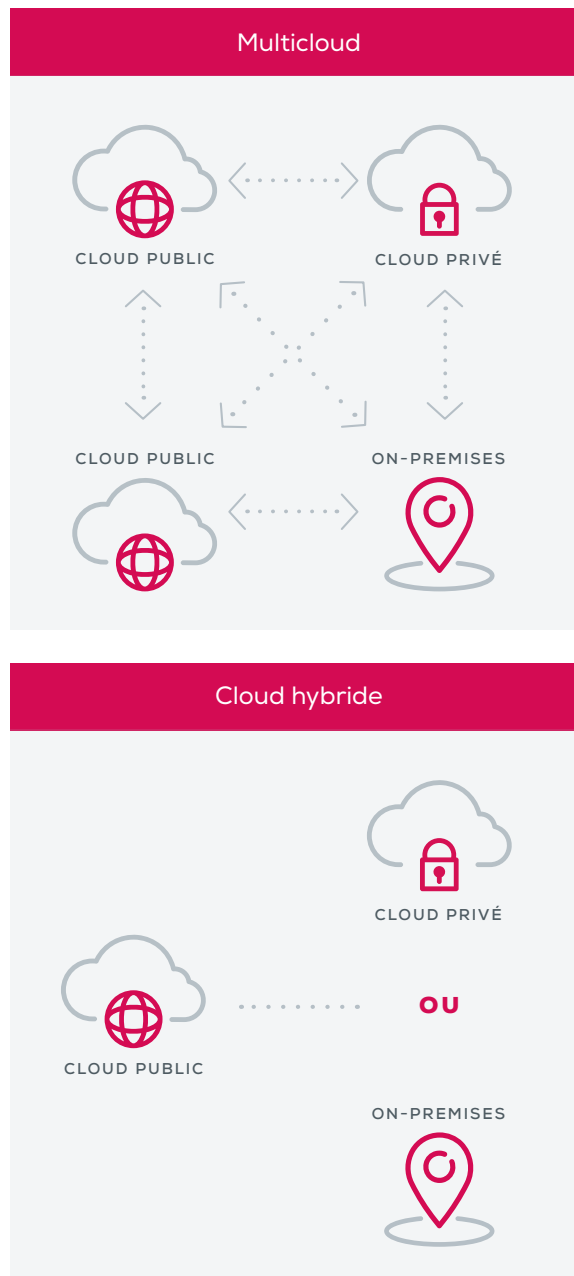 Multicloud
CLOUD PUBLIC
CLOUD PRIVÉ
CLOUD PUBLIC
ON-PREMISES
Cloud hybride
CLOUD PRIVÉ
CLOUD PUBLIC
OU
ON-PREMISES